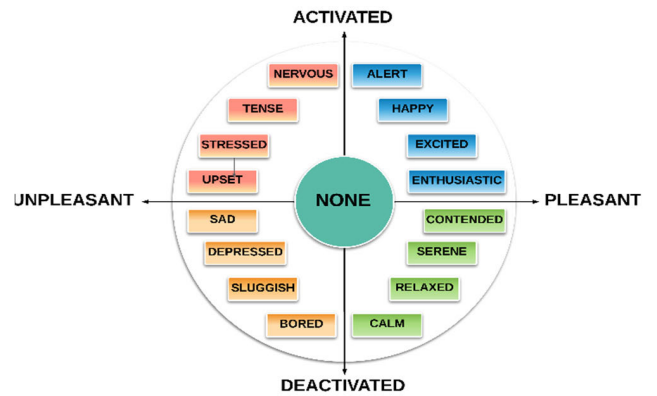 ACTIVATED
NERVOUS ALERT
TENSE HAPPY
STRESSED EXCITED
UPSET ENTHUSIASTIC
UNPLEASANT NONE PLEASANT
SAD CONTENDED
DEPRESSED SERENE
SLUGGISH RELAXED
BORED CALM
DEACTIVATED